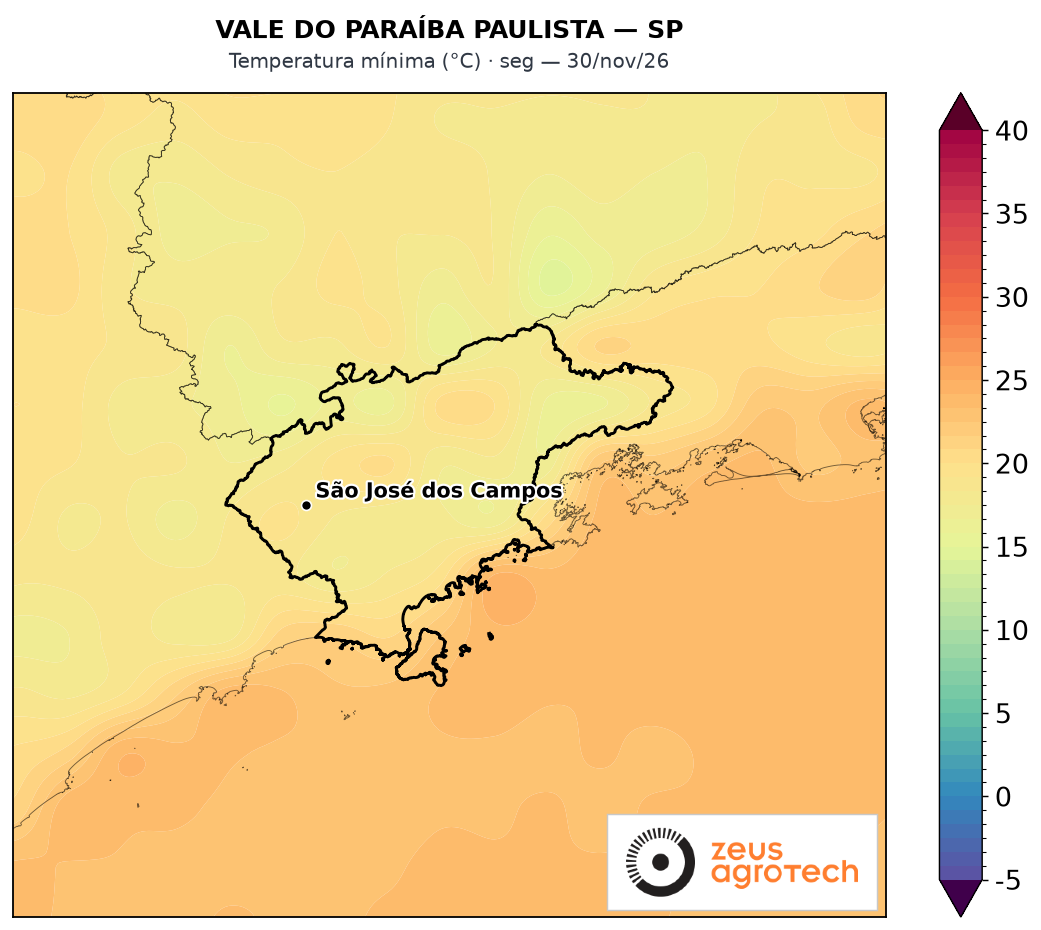 VALE DO PARAÍBA PAULISTA — SP
Temperatura mínima (°C) · seg — 30/nov/26
40
35
30
25
20
15
10
5
0
-5
São José dos Campos
zeus
agrotech